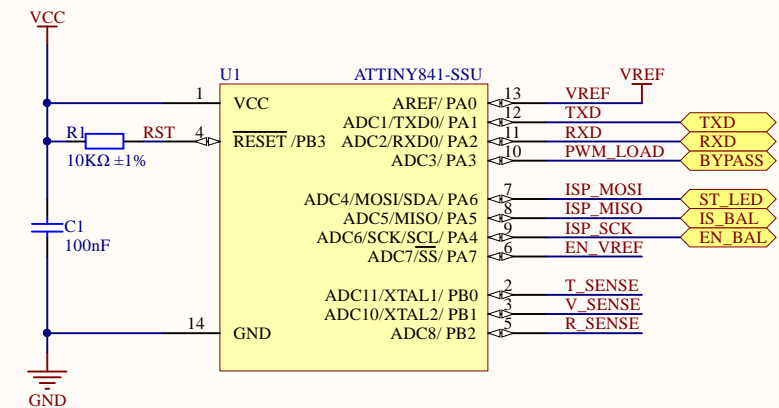 VCC
U1 ATTINY841-SSU VREF
1 VCC AREF/ PA0 13 VREF
ADC1/TXD0/ PA1 12 TXD TXD
R1 RST 4 RESET /PB3 ADC2/RXD0/ PA2 11 RXD RXD
10KΩ ±1% ADC3/ PA3 10 PWM_LOAD BYPASS
ADC4/MOSI/SDA/ PA6 7 ISP_MOSI ST_LED
C1 ADC5/MISO/ PA5 8 ISP_MISO IS_BAL
100nF ADC6/SCK/SCL/ PA4 9 ISP_SCK EN_BAL
ADC7/SS/ PA7 6 EN_VREF
ADC11/XTAL1/ PB0 2 T_SENSE
ADC10/XTAL2/ PB1 3 V_SENSE
14 GND ADC8/ PB2 5 R_SENSE
GND